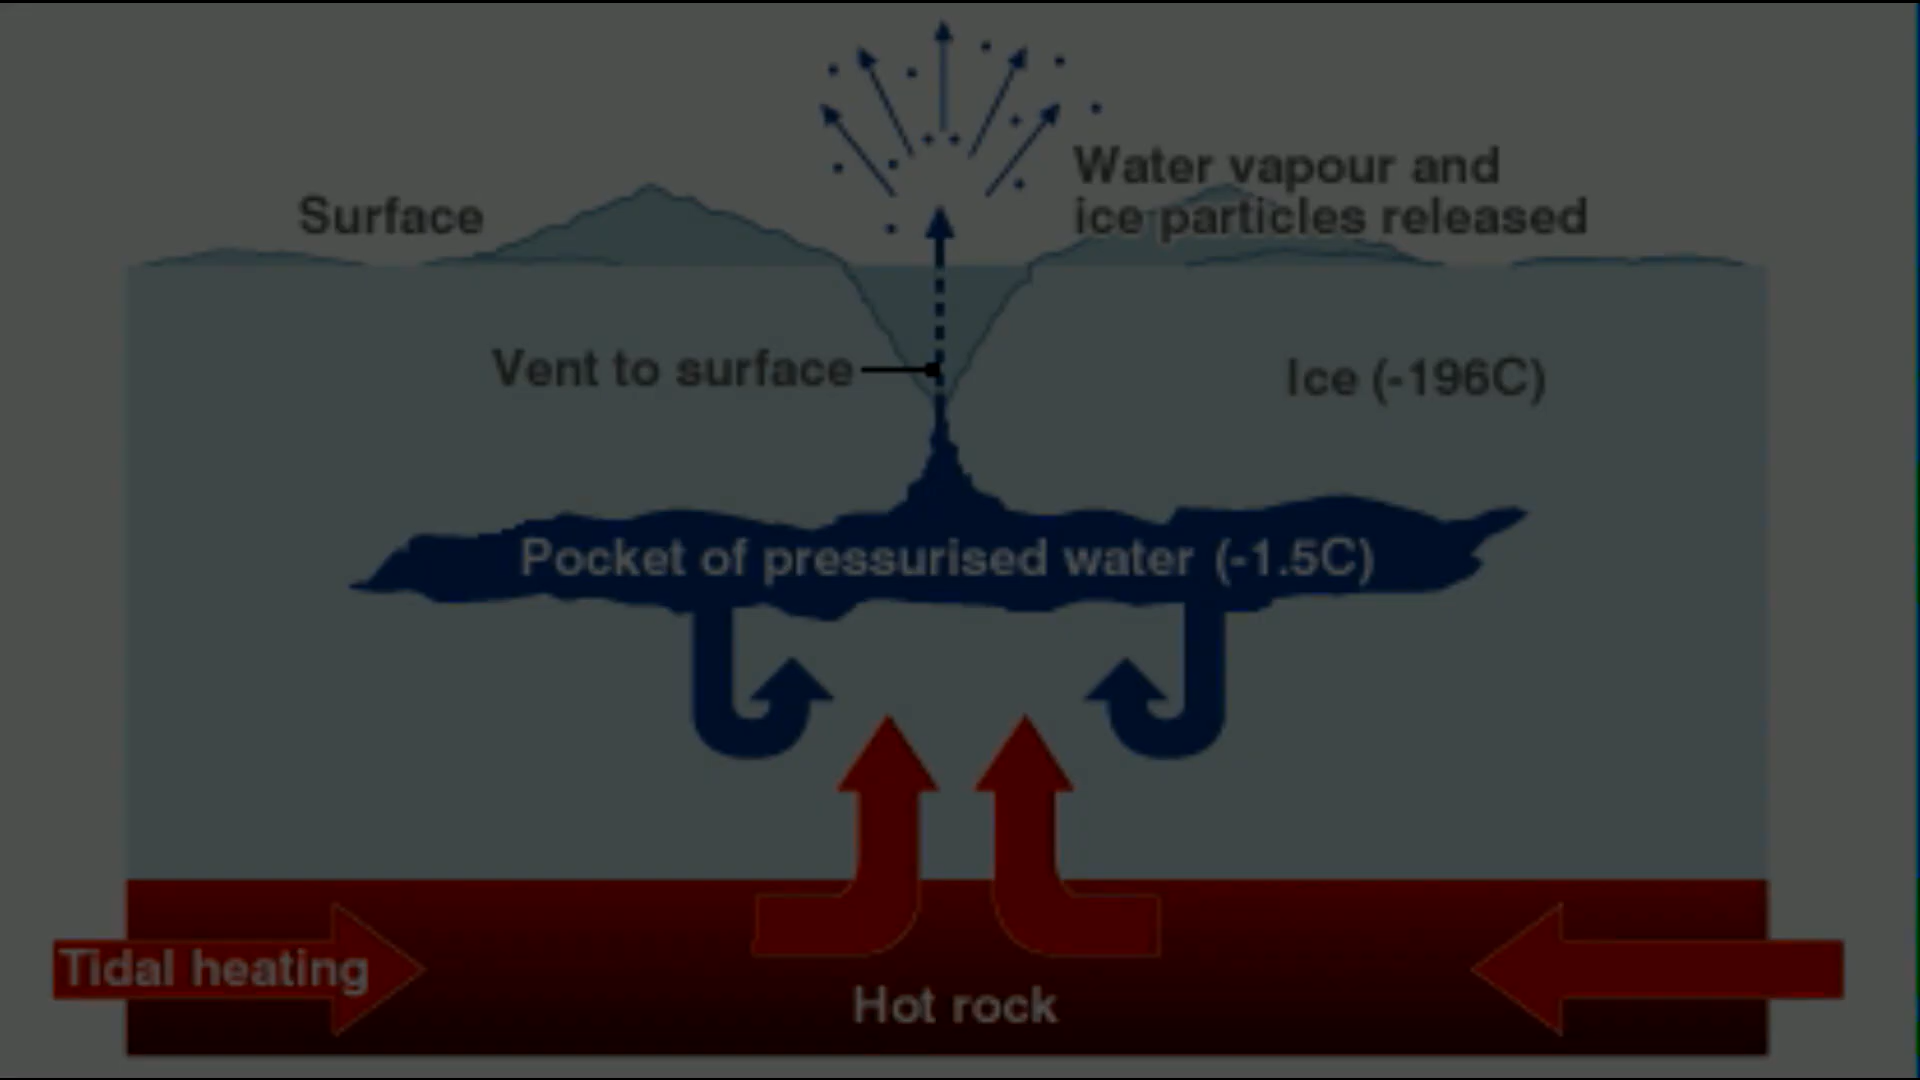 Surface
Water vapour and
ice particles released
Vent to surface
Ice (-196C)
Pocket of pressurised water (-1.5C)
Tidal heating
Hot rock